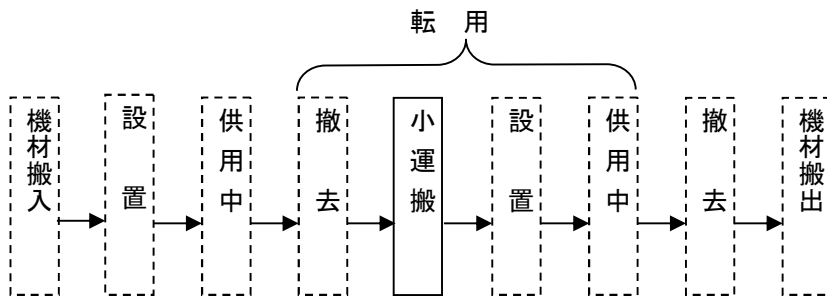 転 用
機材搬入
設 置
供用中
撤 去
小運搬
設 置
供用中
撤 去
機材搬出